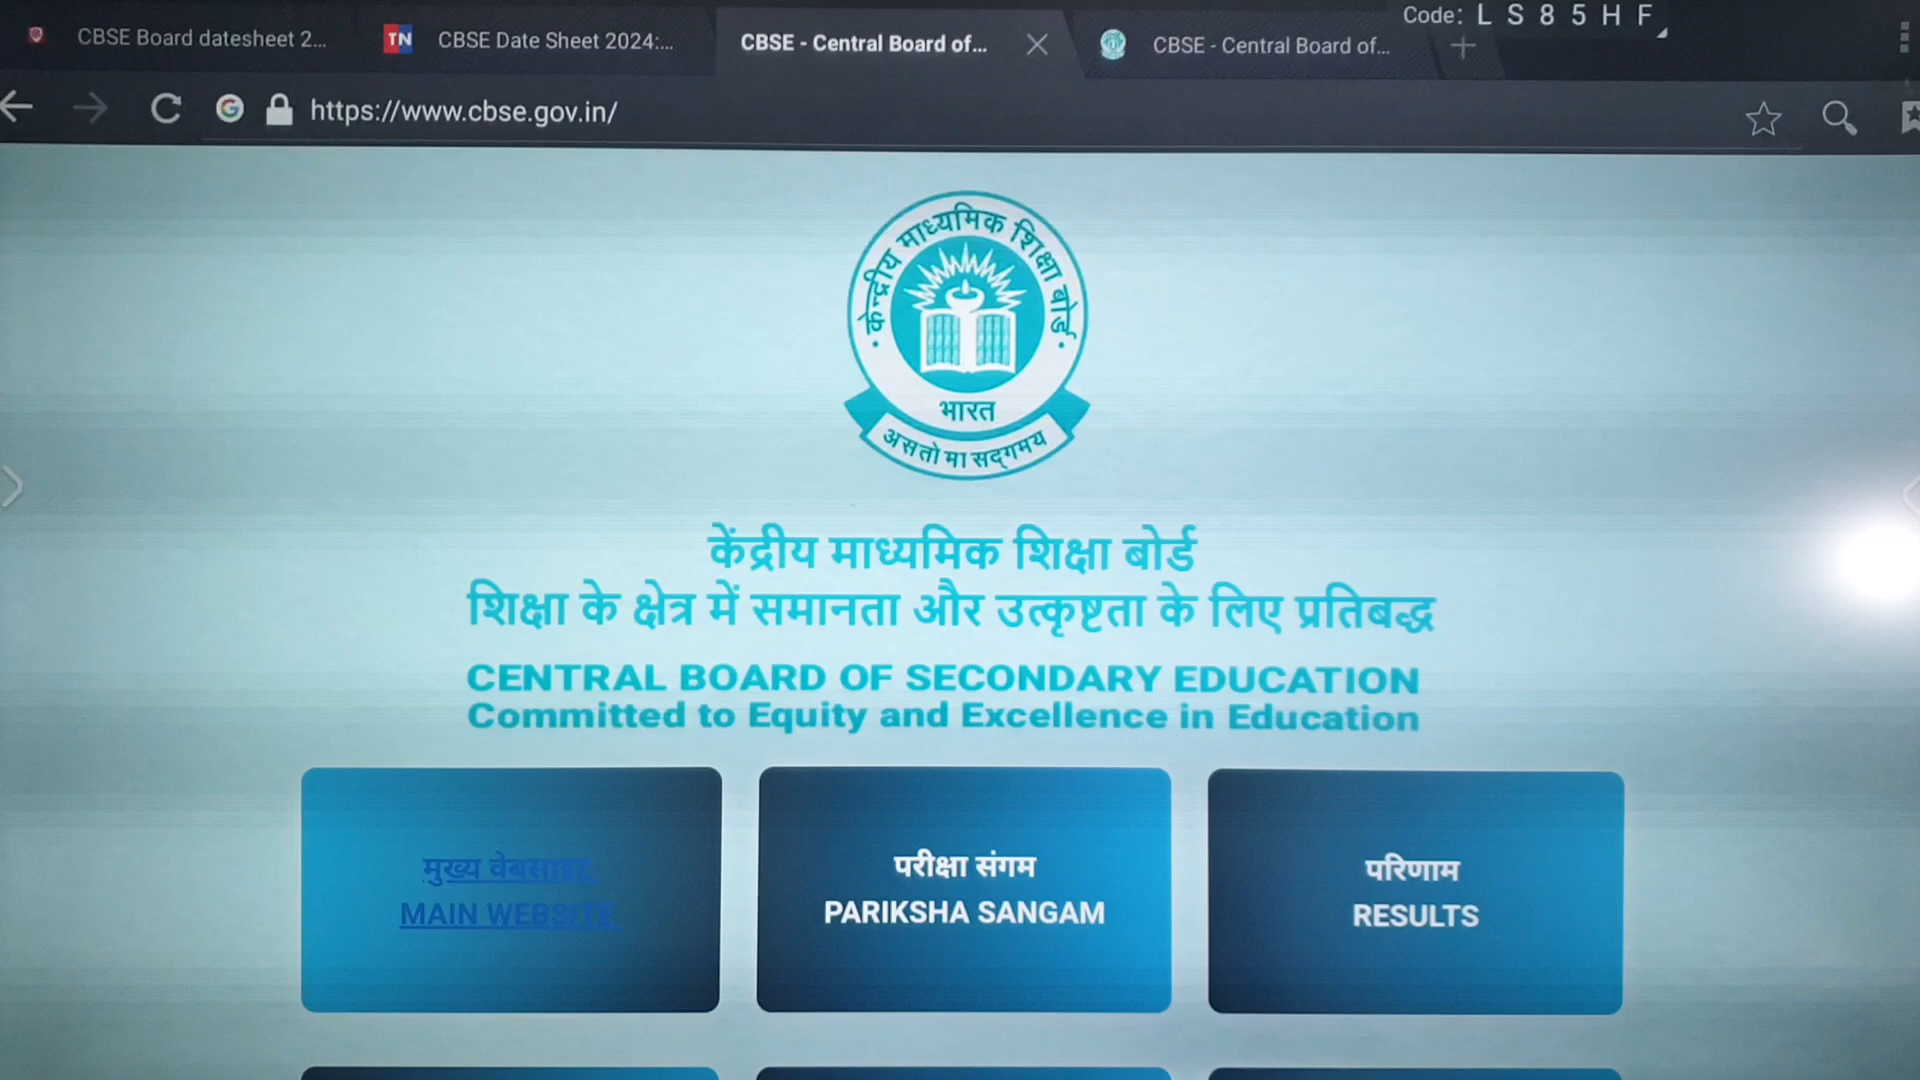 Code: LS85HF
CBSE Board datesheet 2...
CBSE Date Sheet 2024:...
CBSE - Central Board of...
CBSE - Central Board of...
https://www.cbse.gov.in/
केन्द्रीय माध्यमिक शिक्षा बोर्ड
भारत
असतो मा सद्गमय
केंद्रीय माध्यमिक शिक्षा बोर्ड
शिक्षा के क्षेत्र में समानता और उत्कृष्टता के लिए प्रतिबद्ध
CENTRAL BOARD OF SECONDARY EDUCATION
Committed to Equity and Excellence in Education
मुख्य वेबसाइट
MAIN WEBSITE
परीक्षा संगम
PARIKSHA SANGAM
परिणाम
RESULTS
TN